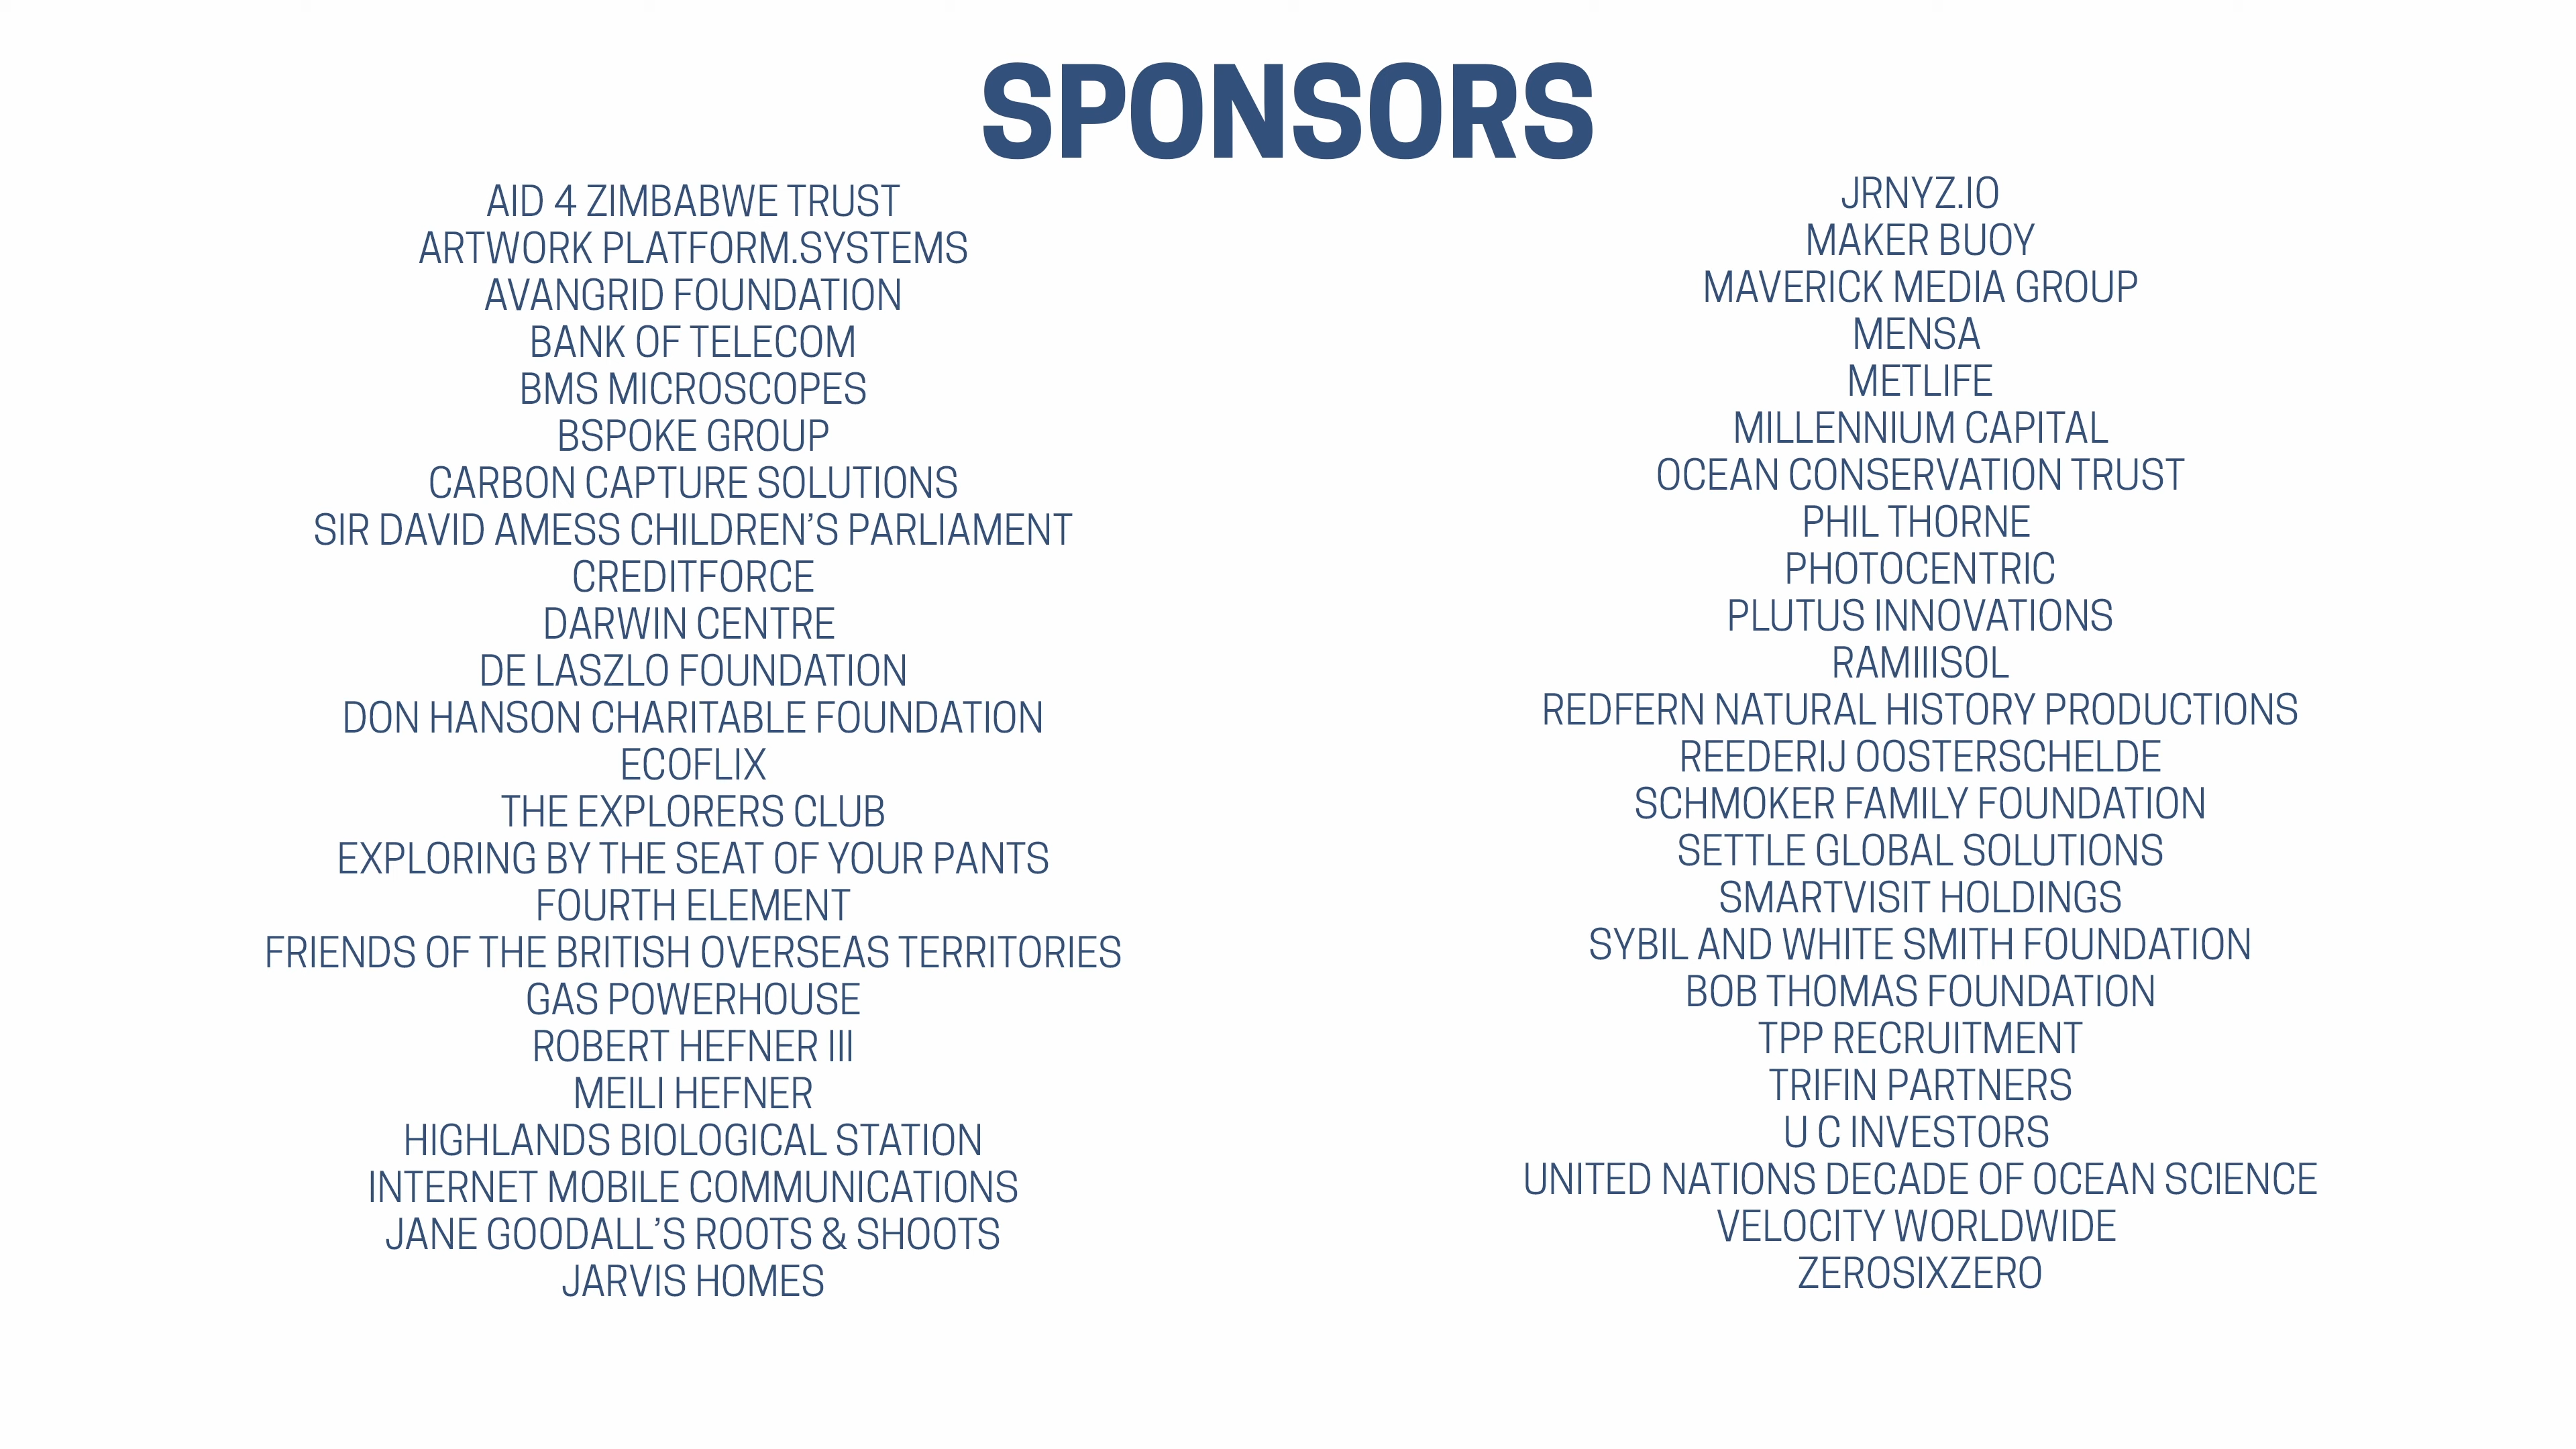 SPONSORS
AID 4 ZIMBABWE TRUST
ARTWORK PLATFORM.SYSTEMS
AVANGRID FOUNDATION
BANK OF TELECOM
BMS MICROSCOPES
BSPOKE GROUP
CARBON CAPTURE SOLUTIONS
SIR DAVID AMESS CHILDREN’S PARLIAMENT
CREDITFORCE
DARWIN CENTRE
DE LASZLO FOUNDATION
DON HANSON CHARITABLE FOUNDATION
ECOFLIX
THE EXPLORERS CLUB
EXPLORING BY THE SEAT OF YOUR PANTS
FOURTH ELEMENT
FRIENDS OF THE BRITISH OVERSEAS TERRITORIES
GAS POWERHOUSE
ROBERT HEFNER III
MEILI HEFNER
HIGHLANDS BIOLOGICAL STATION
INTERNET MOBILE COMMUNICATIONS
JANE GOODALL’S ROOTS & SHOOTS
JARVIS HOMES
JRNYZ.IO
MAKER BUOY
MAVERICK MEDIA GROUP
MENSA
METLIFE
MILLENNIUM CAPITAL
OCEAN CONSERVATION TRUST
PHIL THORNE
PHOTOCENTRIC
PLUTUS INNOVATIONS
RAMIIISOL
REDFERN NATURAL HISTORY PRODUCTIONS
REEDERIJ OOSTERSCHELDE
SCHMOKER FAMILY FOUNDATION
SETTLE GLOBAL SOLUTIONS
SMARTVISIT HOLDINGS
SYBIL AND WHITE SMITH FOUNDATION
BOB THOMAS FOUNDATION
TPP RECRUITMENT
TRIFIN PARTNERS
U C INVESTORS
UNITED NATIONS DECADE OF OCEAN SCIENCE
VELOCITY WORLDWIDE
ZEROSIXZERO